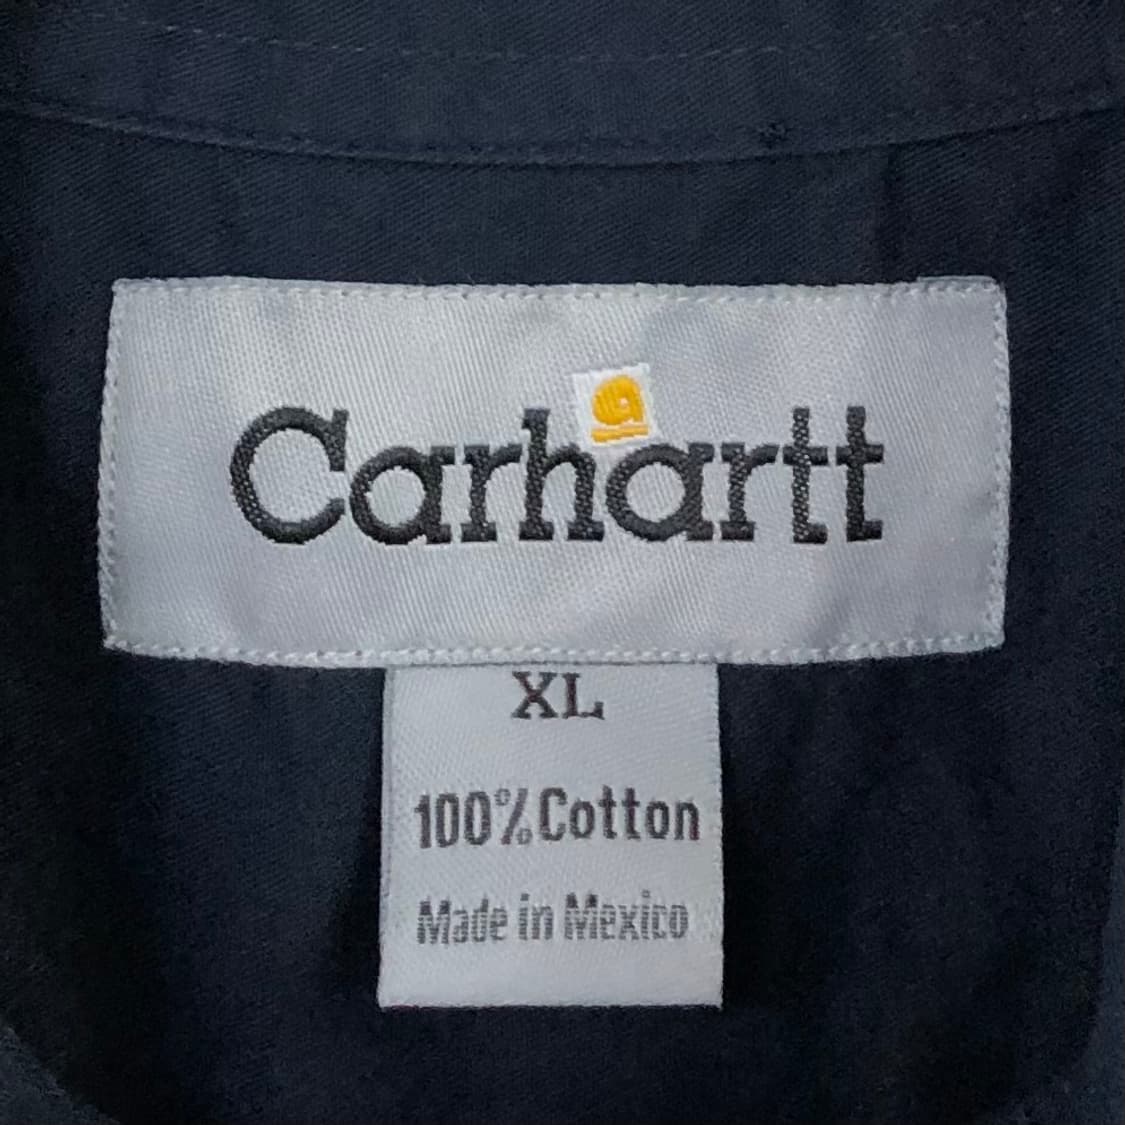 Carhartt
XL
100% Cotton
Made in Mexico